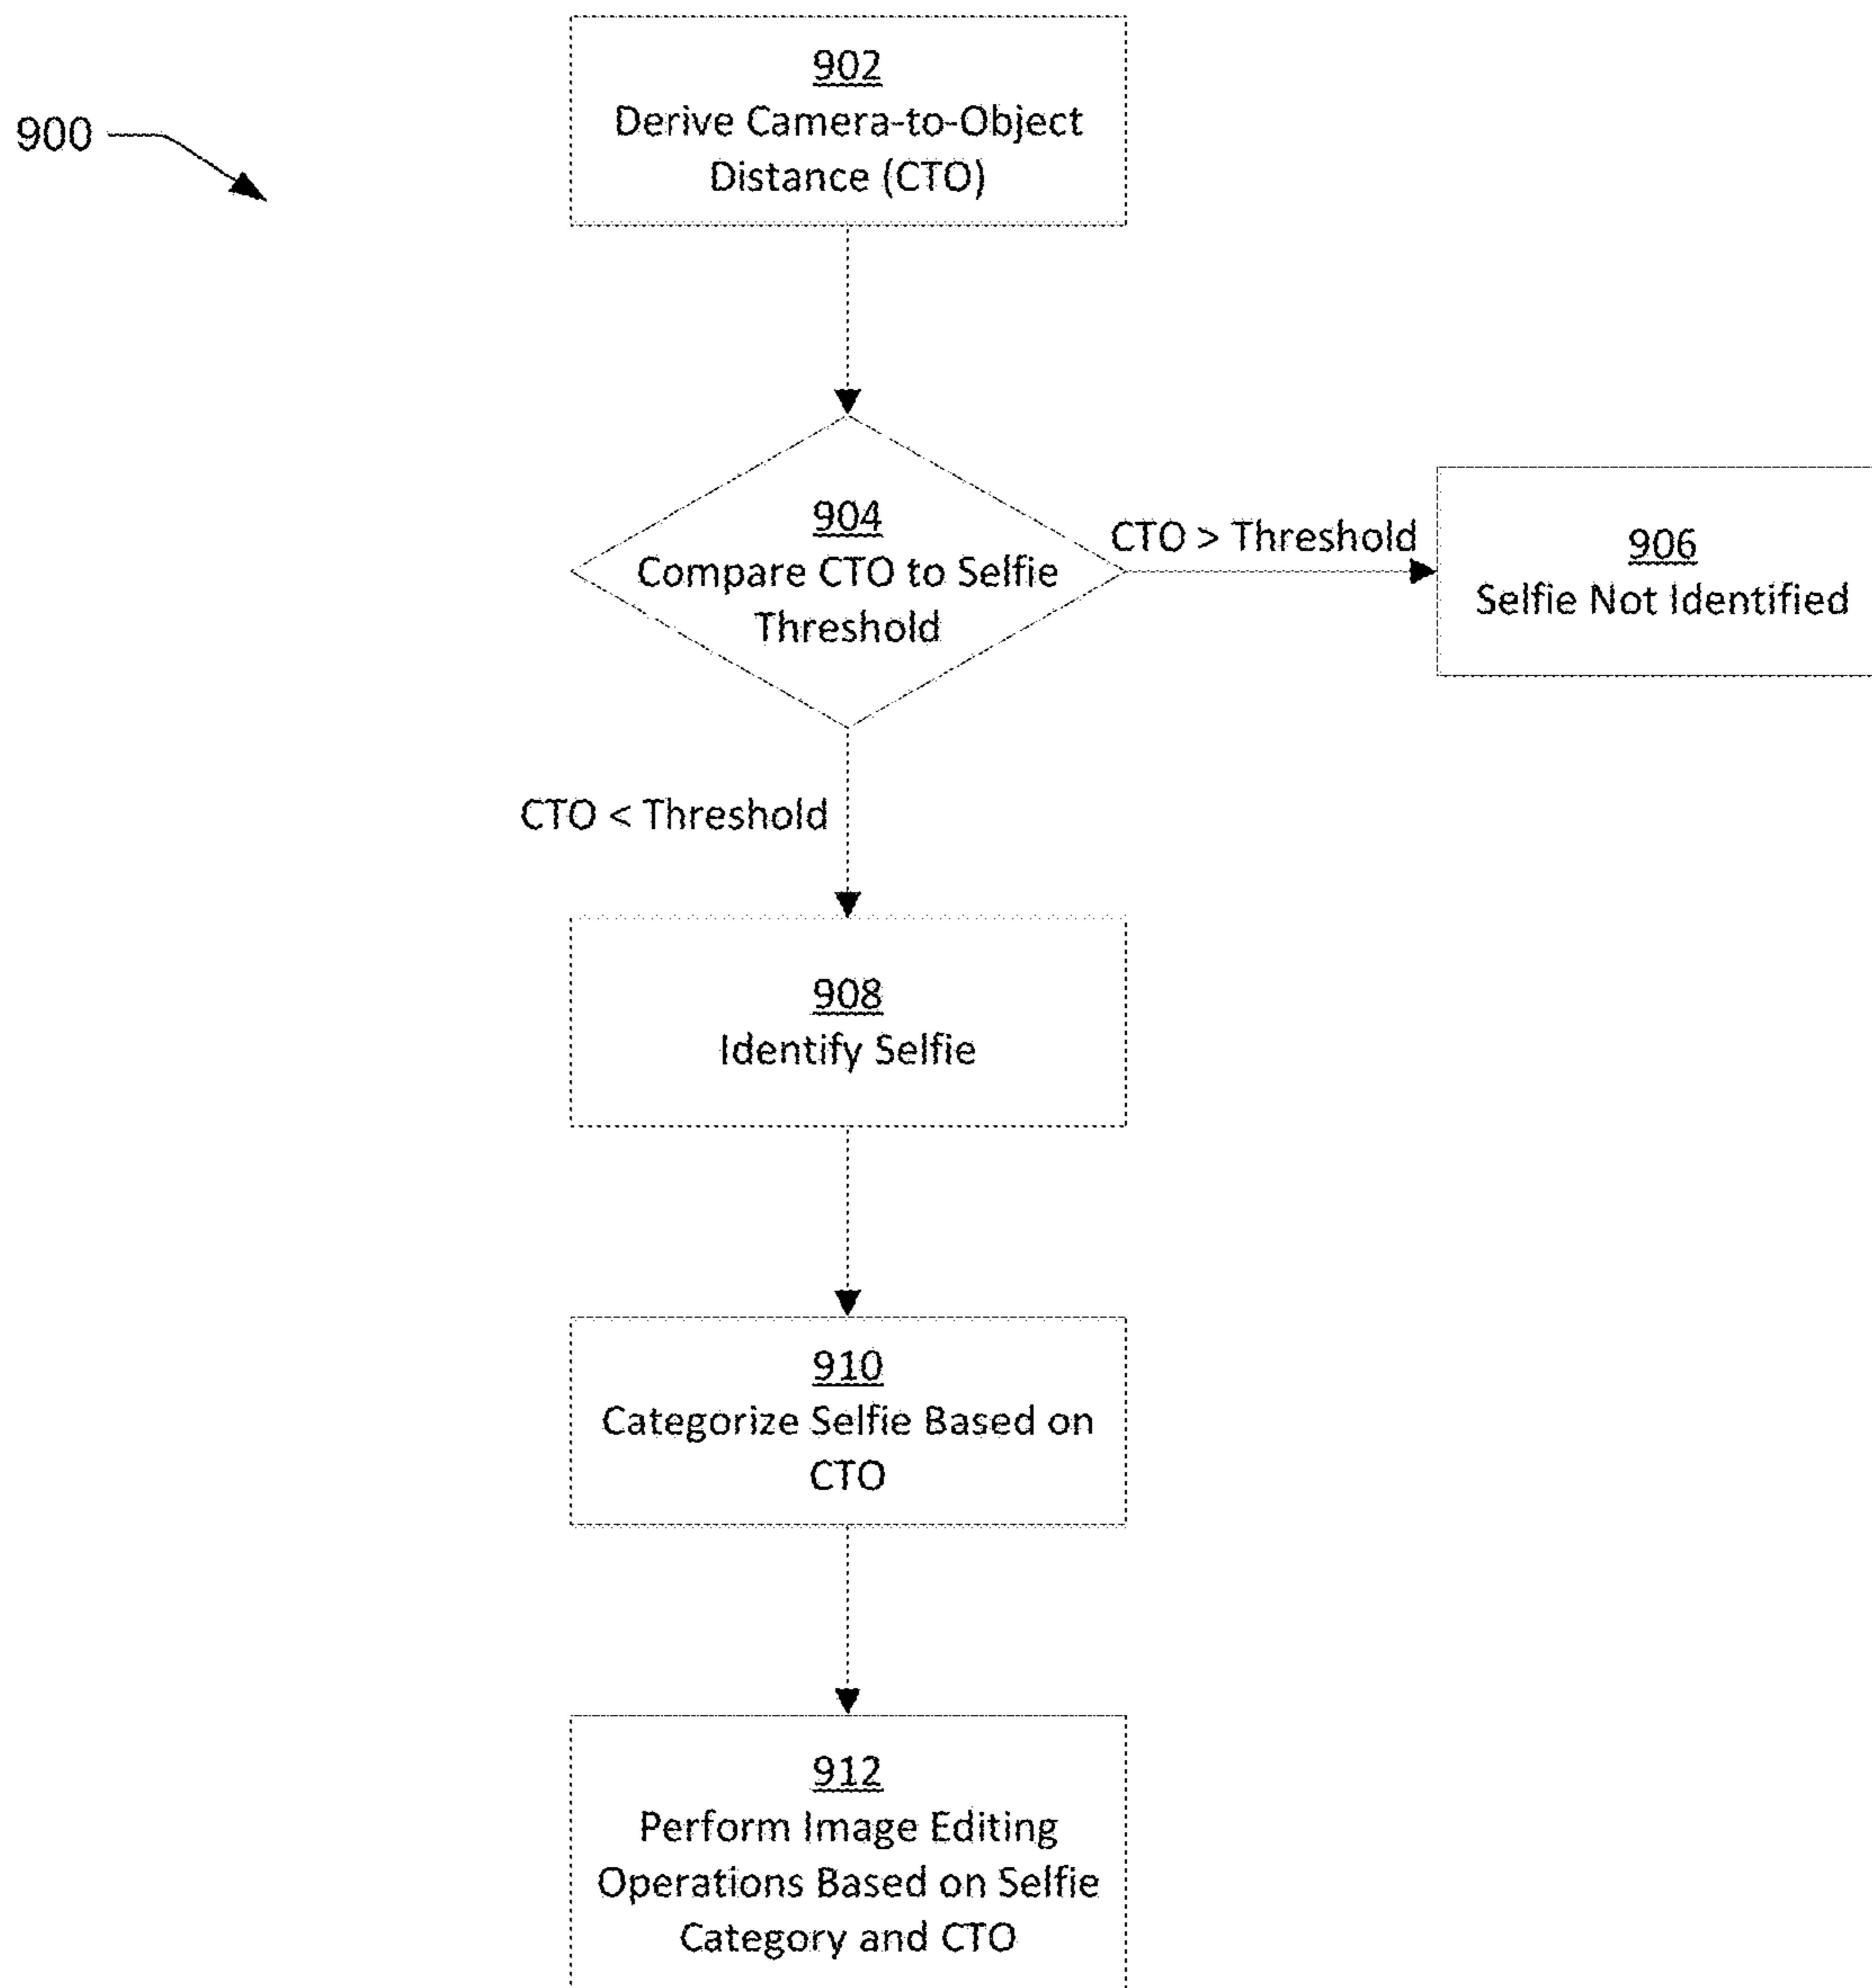 902
Derive Camera-to-Object
Distance (CTO)
900
904
Compare CTO to Selfie
Threshold
CTO > Threshold
906
Selfie Not Identified
CTO < Threshold
908
Identify Selfie
910
Categorize Selfie Based on
CTO
912
Perform Image Editing
Operations Based on Selfie
Category and CTO